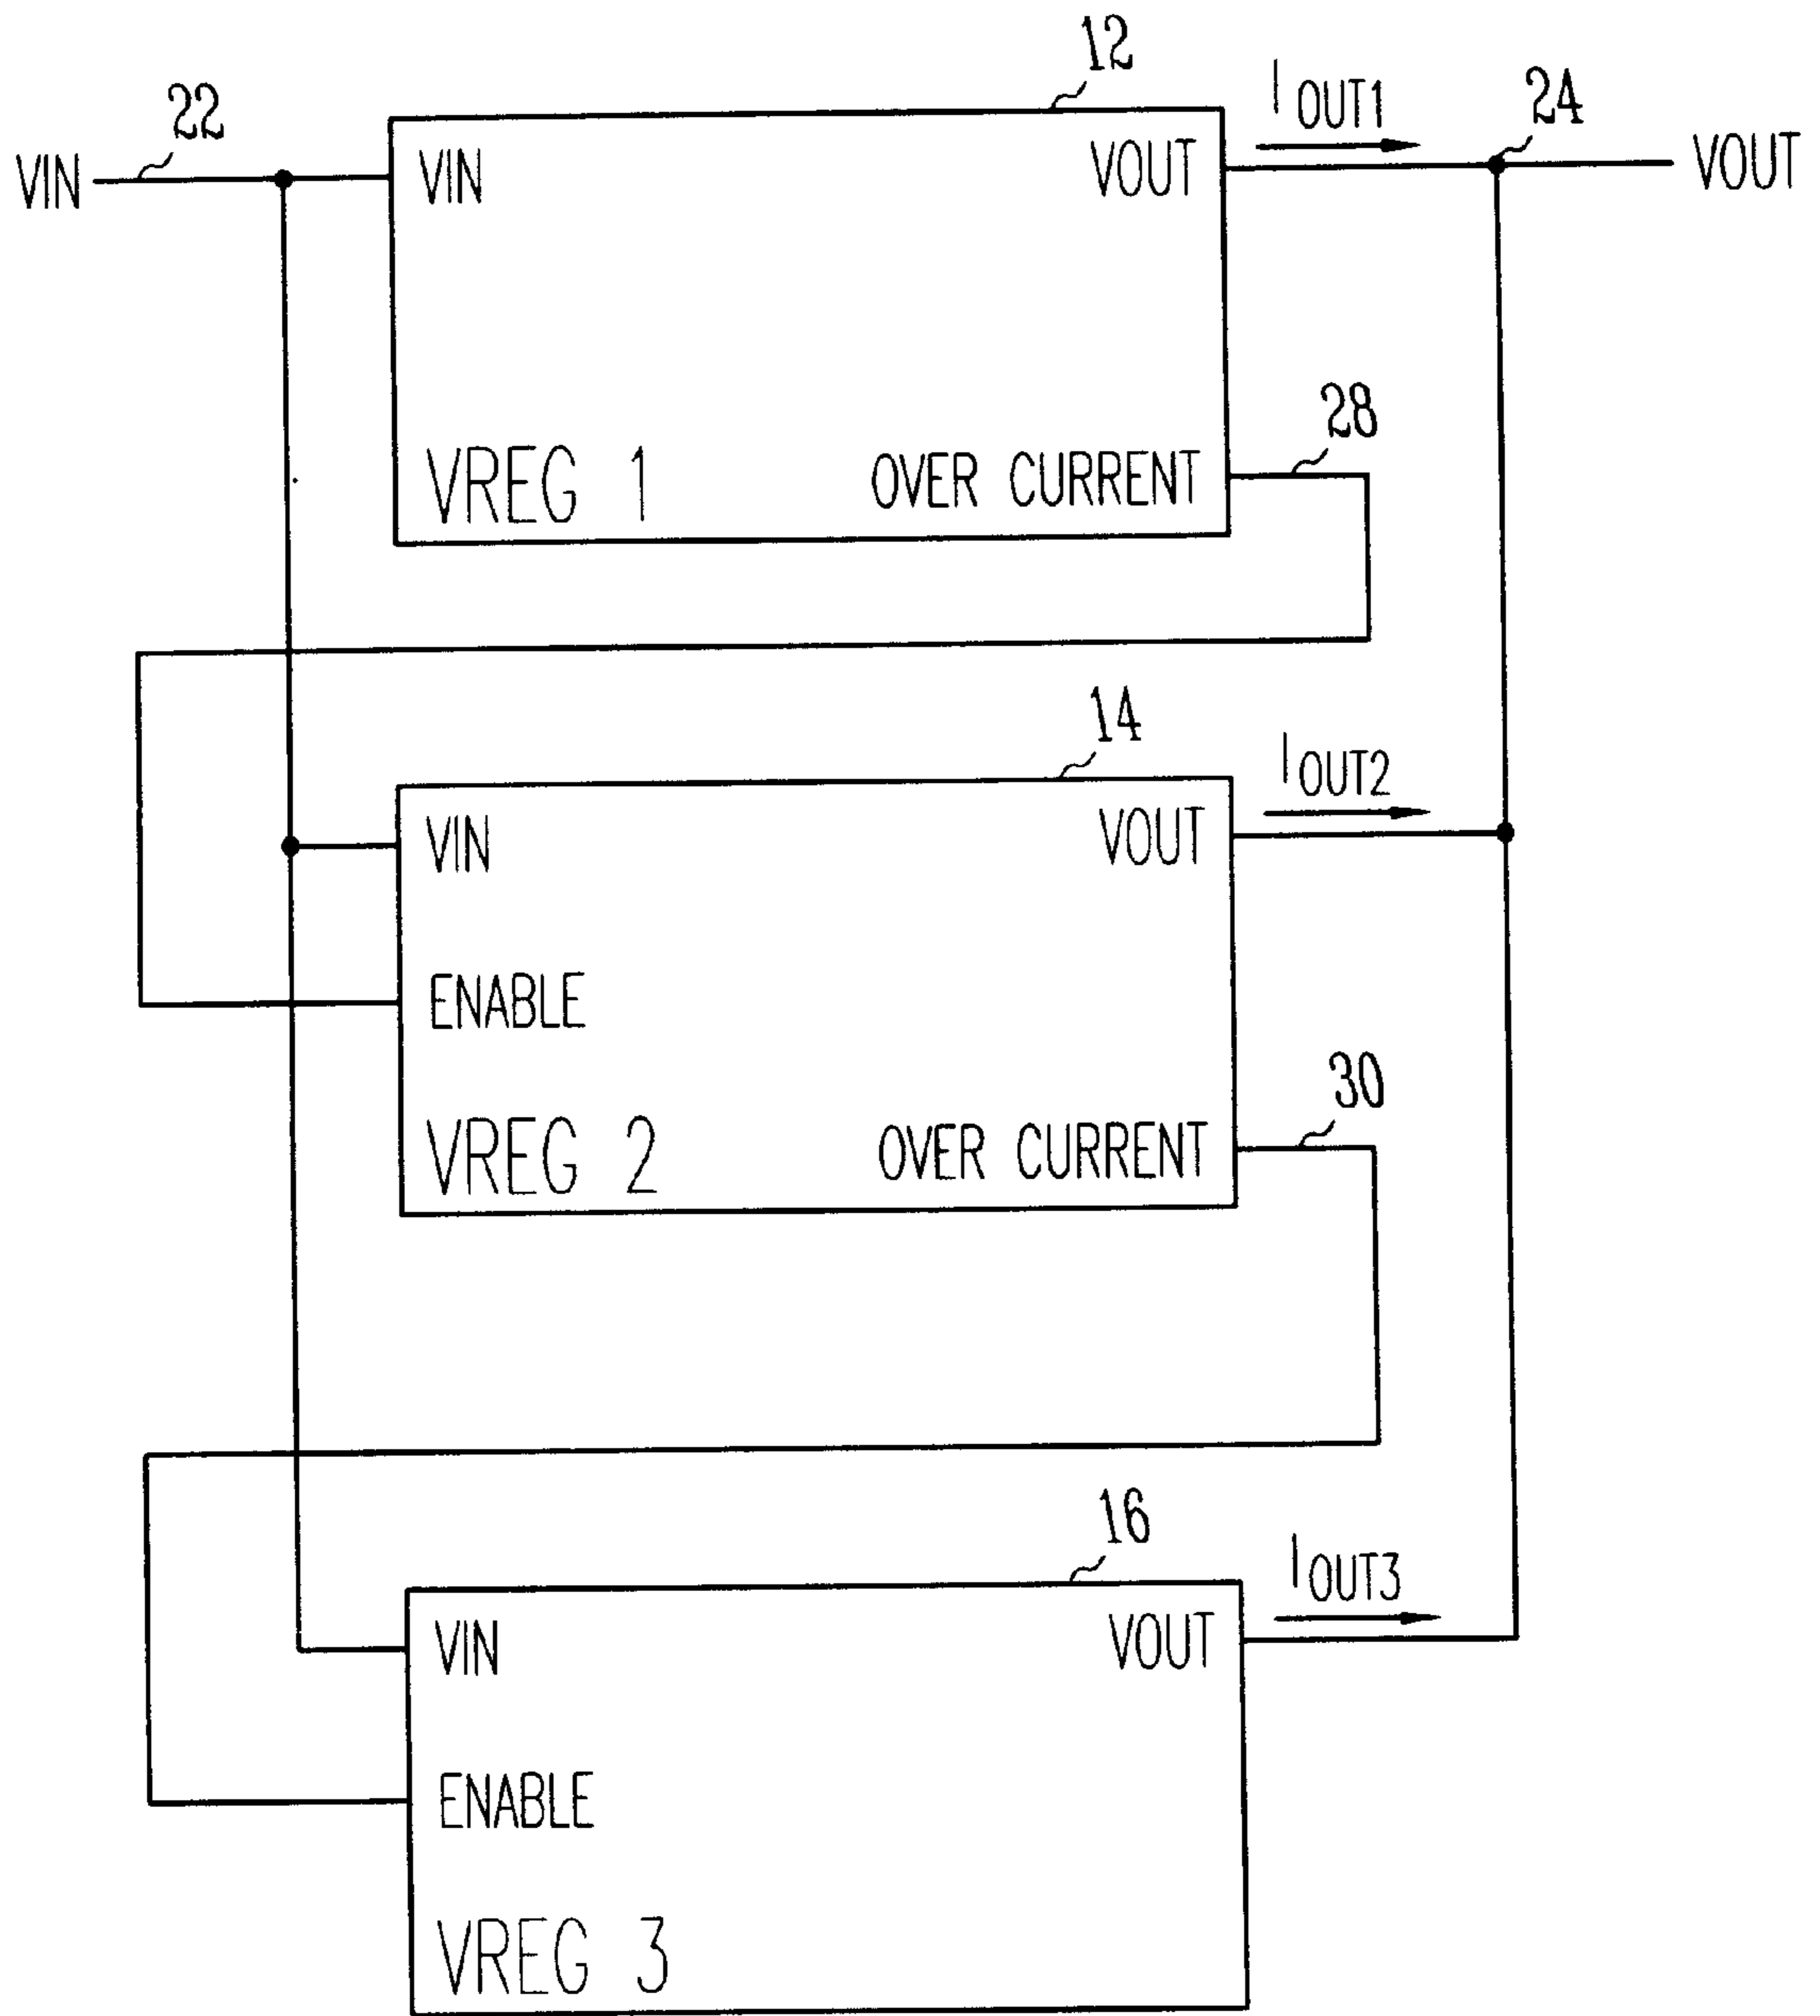 12
I OUT1
24
22
VIN
VIN
VOUT
VOUT
28
VREG 1
OVER CURRENT
14
I OUT2
VIN
VOUT
ENABLE
30
VREG 2
OVER CURRENT
16
I OUT3
VIN
VOUT
ENABLE
VREG 3